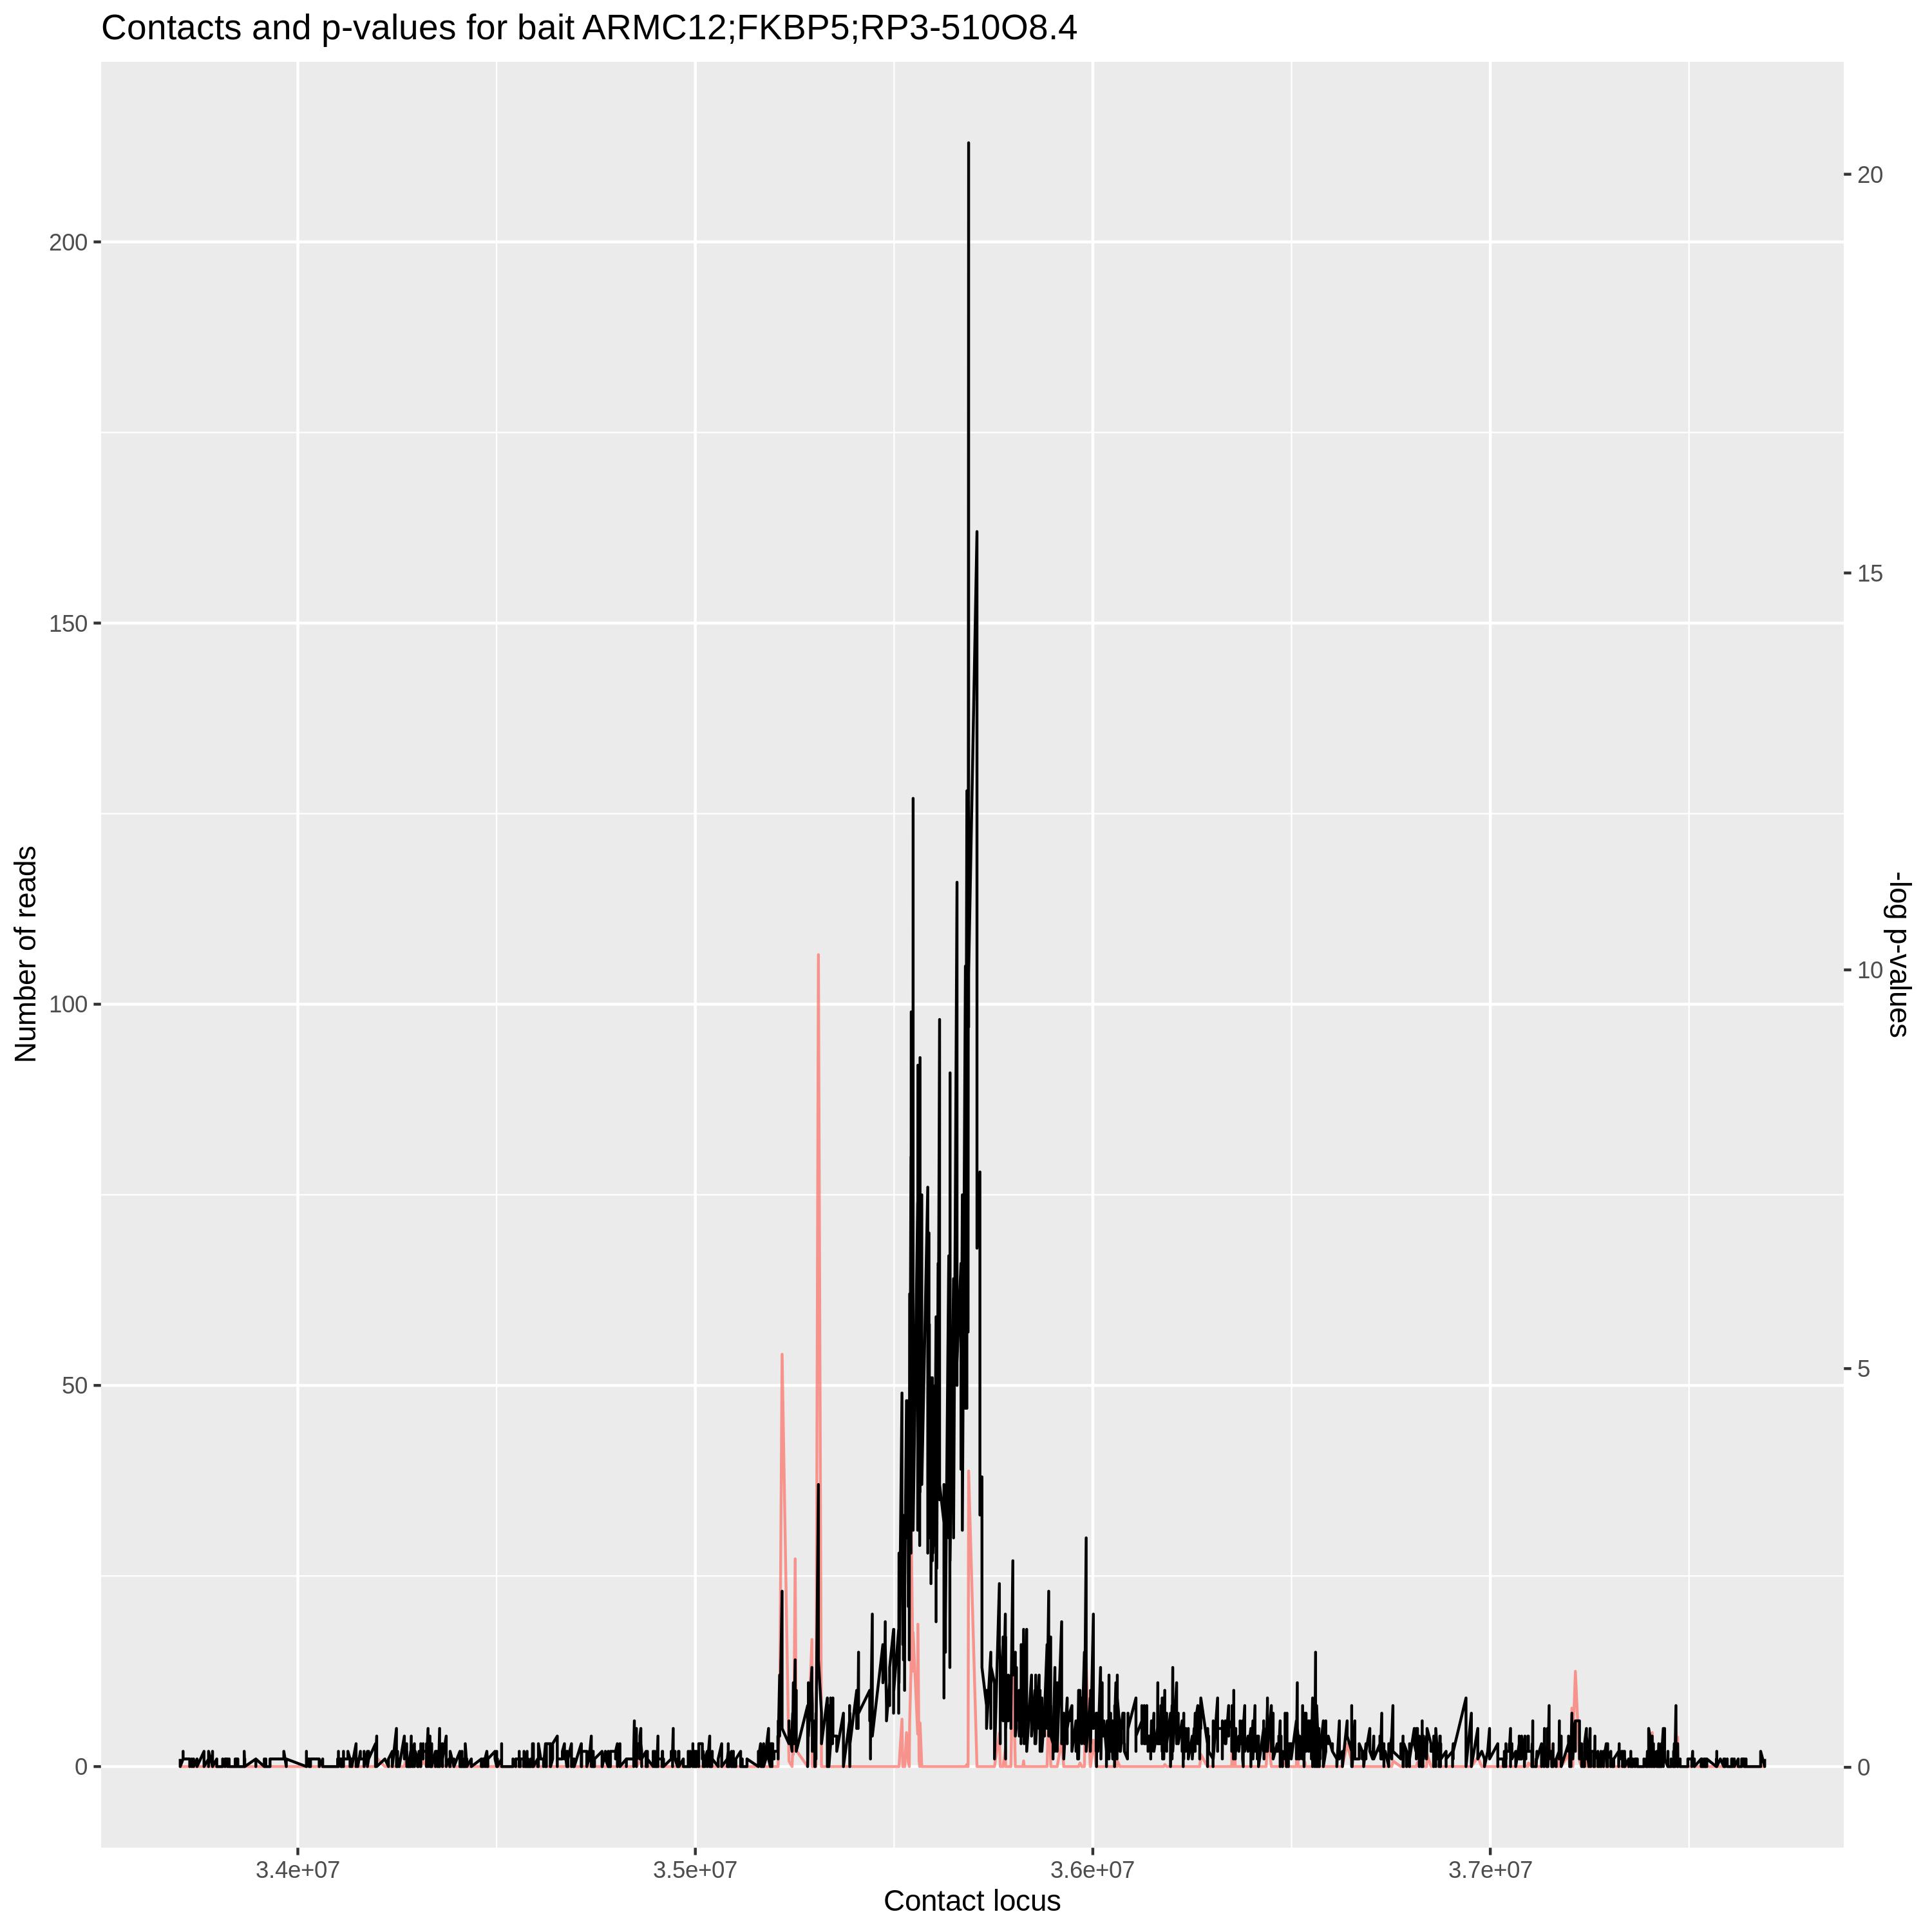 Contacts and p-values for bait ARMC12;FKBP5;RP3-510O8.4
200
150
100
50
0
Number of reads
20
15
10
5
0
-log p-values
3.4e+07
3.5e+07
3.6e+07
3.7e+07
Contact locus